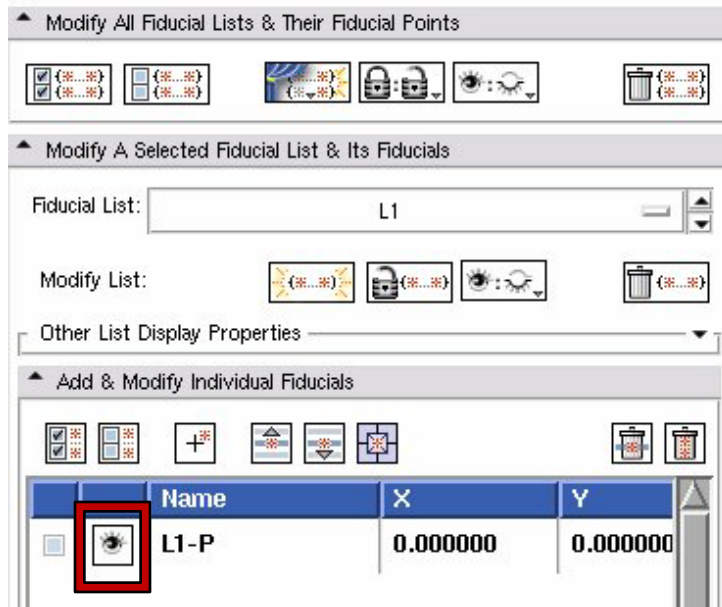 Modify All Fiducial Lists & Their Fiducial Points
Modify A Selected Fiducial List & Its Fiducials
Fiducial List: L1
Modify List:
Other List Display Properties
Add & Modify Individual Fiducials
Name X Y
L1-P 0.000000 0.000000